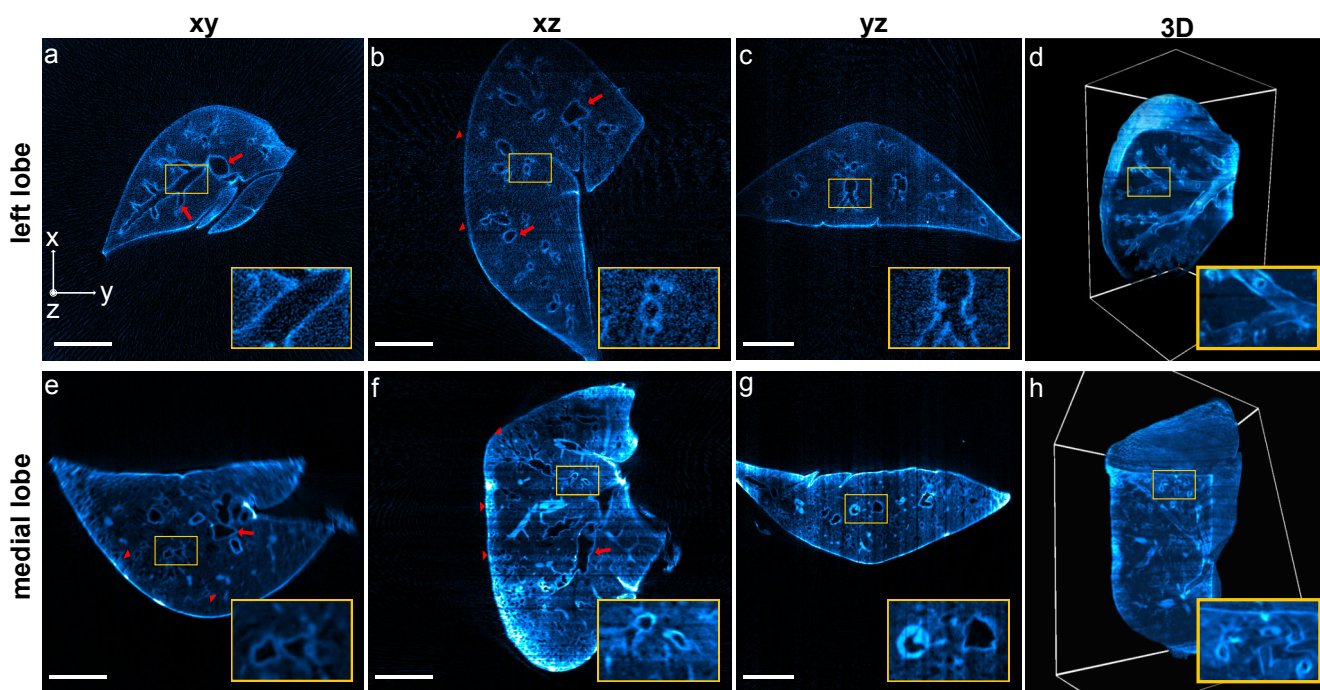 xy xz yz 3D
left lobe
a b c d
x
y
z
medial lobe
e f g h